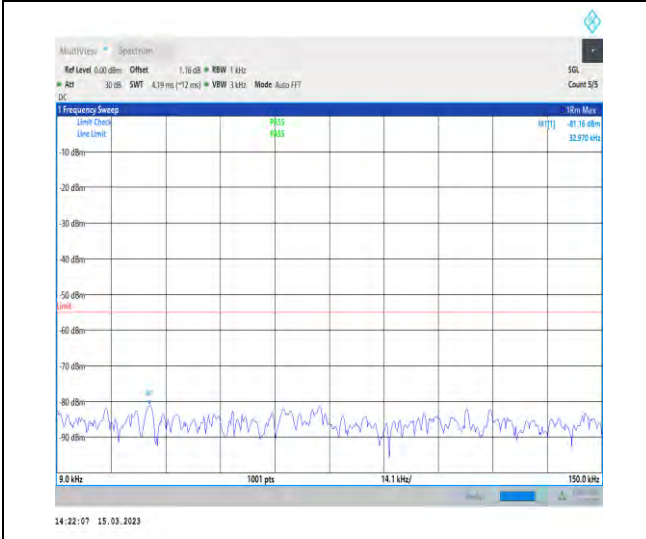 MultiView Spectrum
Ref Level 0.00 dBm Offset 1.16 dB RBW 1 kHz SGL
Att 30 dB SWT 4.19 ms (~12 ms) VBW 3 kHz Mode Auto FFT Count 5/5
DC
1 Frequency Sweep 1Rm Max
Limit Check PASS M1[1] -81.16 dBm
Line Limit PASS 32.970 kHz
-10 dBm
-20 dBm
-30 dBm
-40 dBm
-50 dBm
Limit
-60 dBm
-70 dBm
M1
-80 dBm
-90 dBm
9.0 kHz 1001 pts 14.1 kHz/ 150.0 kHz
14:22:07 15.03.2023